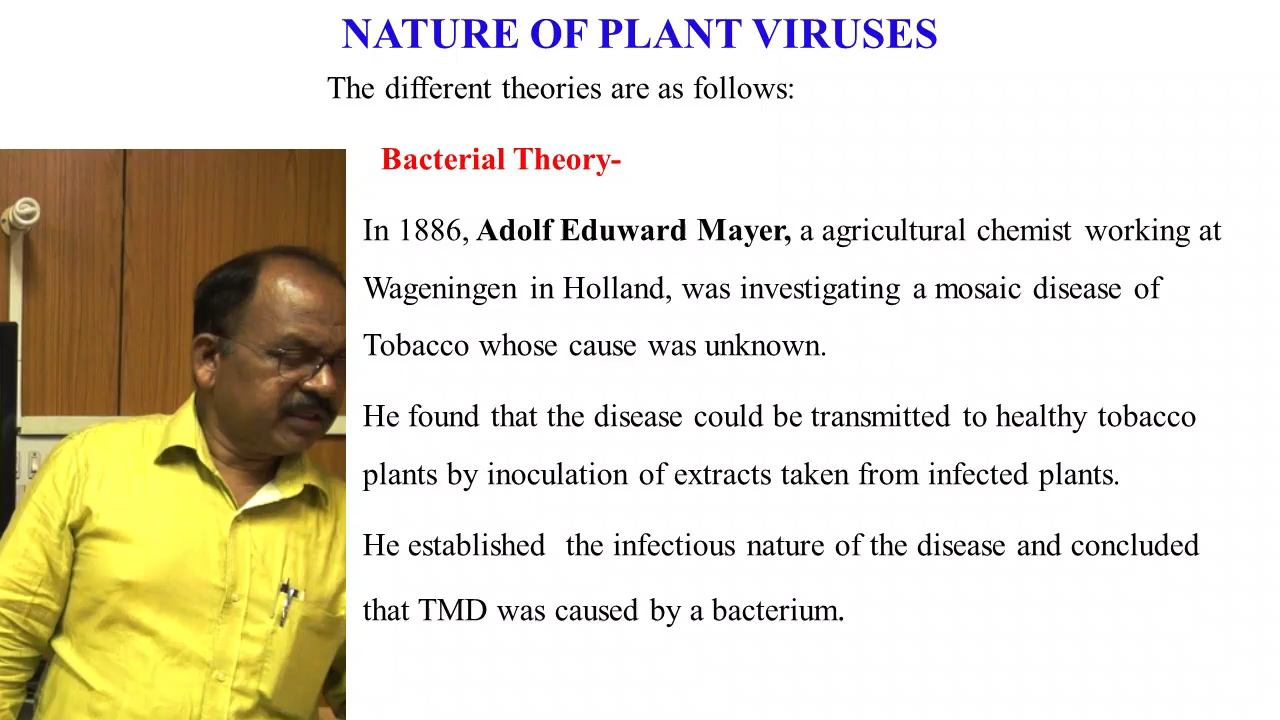 NATURE OF PLANT VIRUSES
The different theories are as follows:
Bacterial Theory-
In 1886, Adolf Eduward Mayer, a agricultural chemist working at
Wageningen in Holland, was investigating a mosaic disease of
Tobacco whose cause was unknown.
He found that the disease could be transmitted to healthy tobacco
plants by inoculation of extracts taken from infected plants.
He established the infectious nature of the disease and concluded
that TMD was caused by a bacterium.